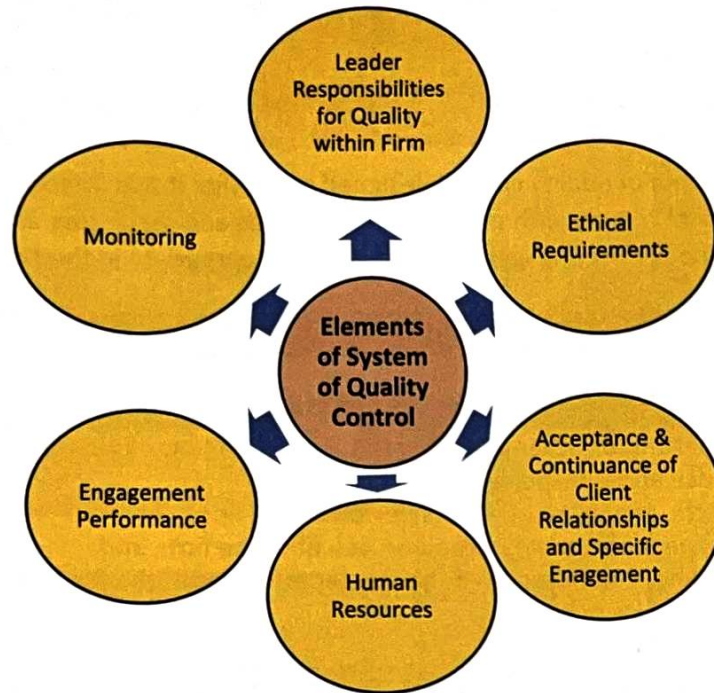 Leader
Responsibilities
for Quality
within Firm
Ethical
Requirements
Acceptance &
Continuance of
Client
Relationships
and Specific
Enagement
Human
Resources
Engagement
Performance
Monitoring
Elements
of System
of Quality
Control